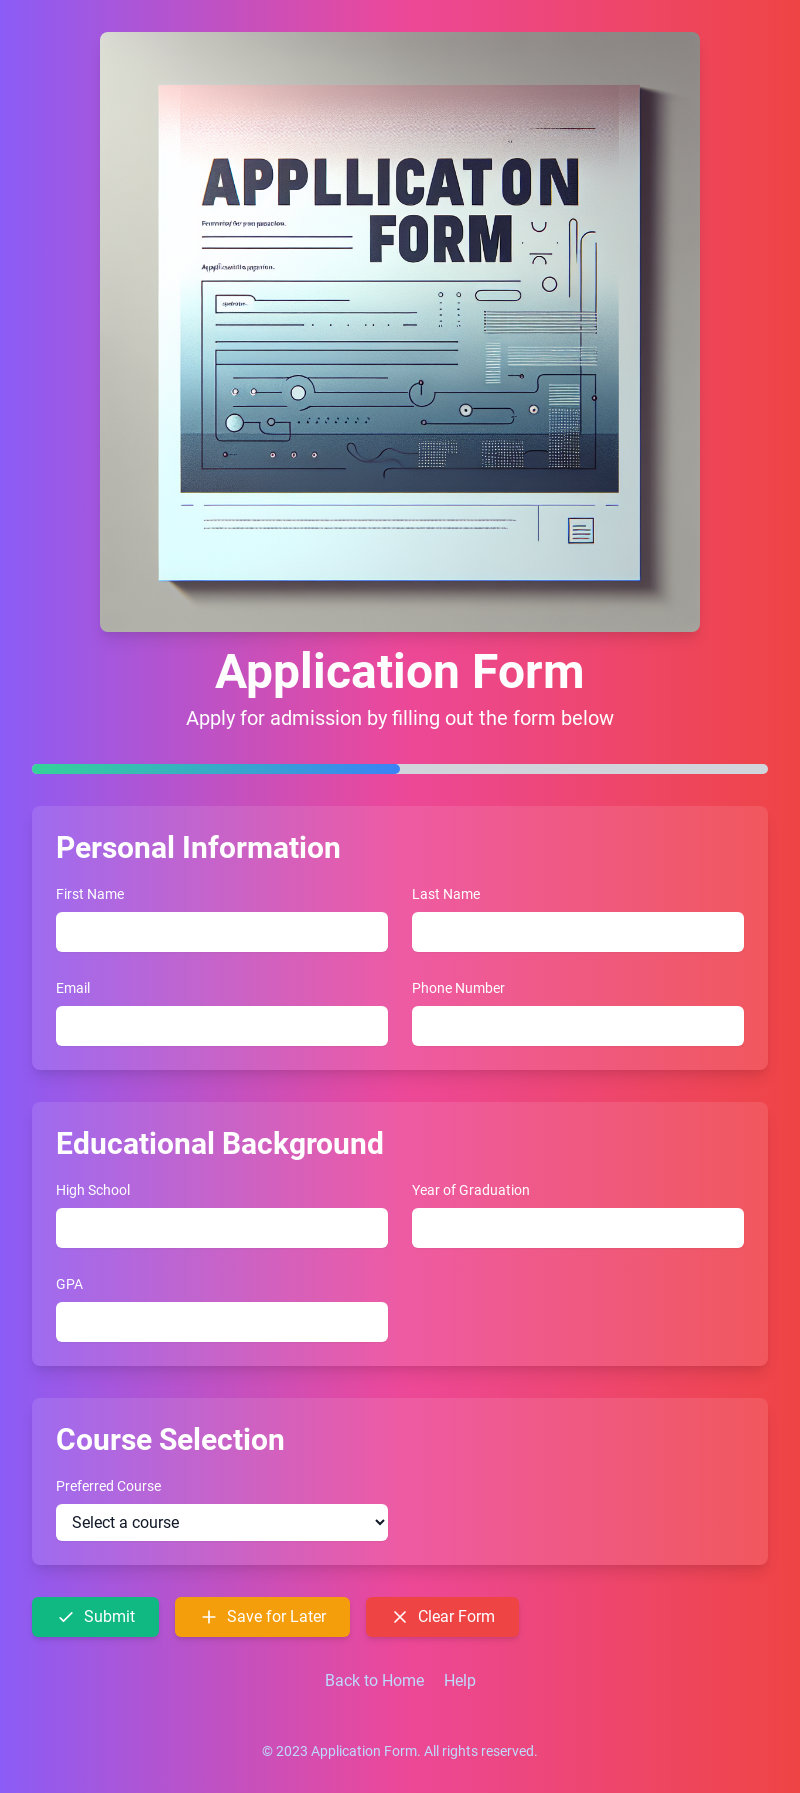 APPLLICATON
FORM
Application Form
Apply for admission by filling out the form below
Personal Information
First Name
Last Name
Email
Phone Number
Educational Background
High School
Year of Graduation
GPA
Course Selection
Preferred Course
Select a course
Submit
Save for Later
Clear Form
Back to Home
Help
© 2023 Application Form. All rights reserved.